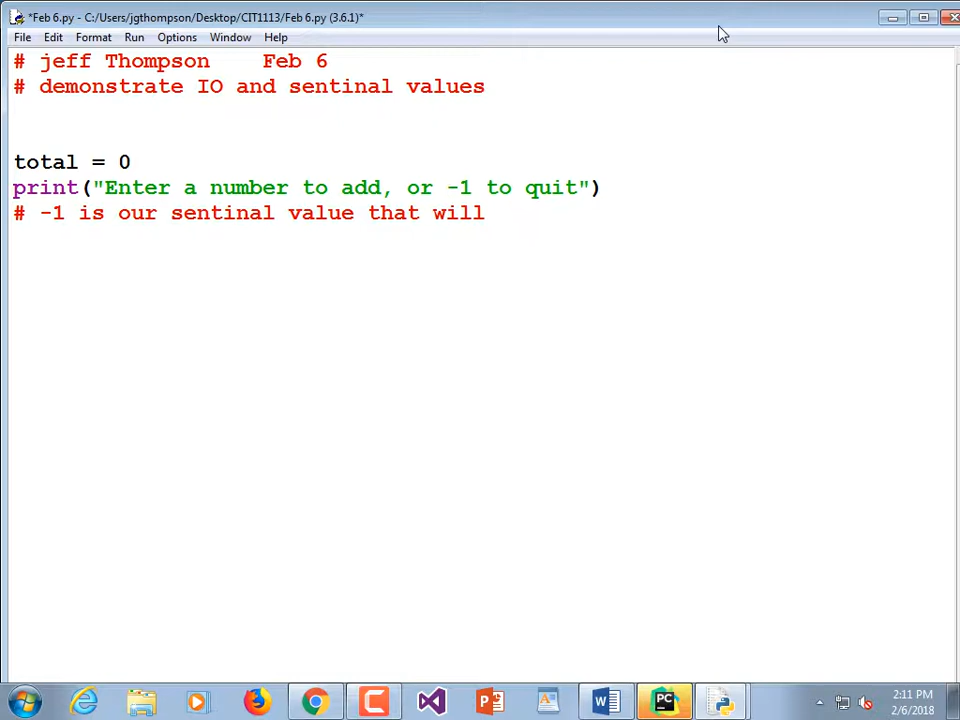 *Feb 6.py - C:/Users/jgthompson/Desktop/CIT1113/Feb 6.py (3.6.1)*
File Edit Format Run Options Window Help
# jeff Thompson    Feb 6
# demonstrate IO and sentinal values
total = 0
print("Enter a number to add, or -1 to quit")
# -1 is our sentinal value that will
PC
2:11 PM
2/6/2018